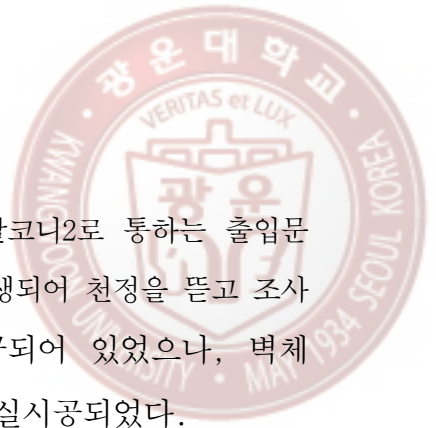 광운대학교
VERITAS et LUX
광운
KWANGWOON UNIVERSITY • MAY 1934 SEOUL KOREA
발코니2로 통하는 출입문
생되어 천정을 뜯고 조사
되어 있었으나, 벽체
실시공되었다.